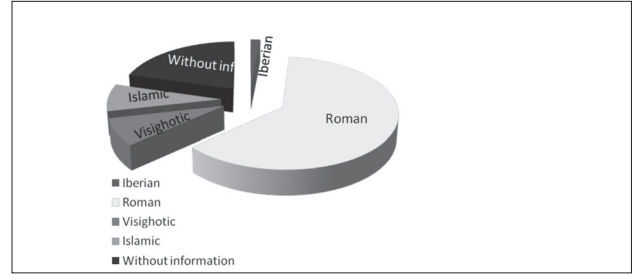 Iberian
Without inf
Islamic
Visighotic
Roman
Iberian
Roman
Visighotic
Islamic
Without information